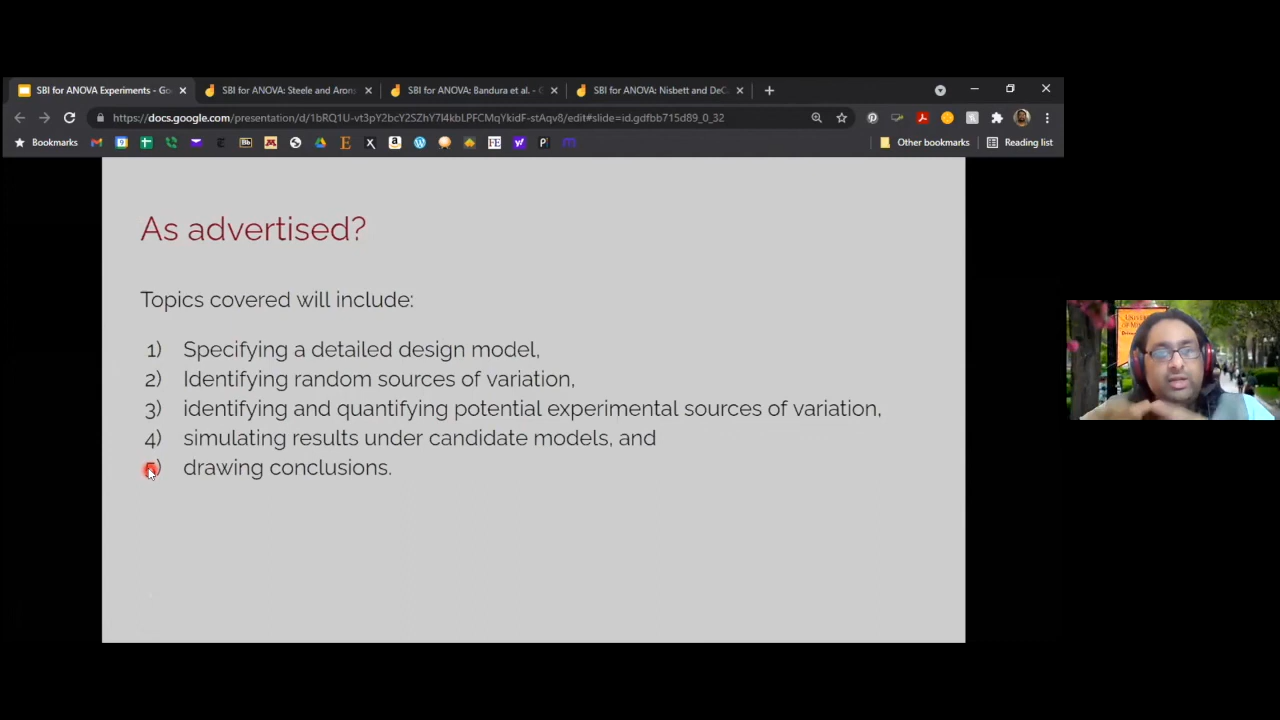 SBI for ANOVA Experiments - Go
SBI for ANOVA: Steele and Arons
SBI for ANOVA: Bandura et al. - G
SBI for ANOVA: Nisbett and DeC
https://docs.google.com/presentation/d/1bRQ1U-vt3pY2bcY2SZhY7l4kbLPFCMqYkidF-stAqv8/edit#slide=id.gdfbb715d89_0_32
Bookmarks
Other bookmarks
Reading list
As advertised?
Topics covered will include:
1) Specifying a detailed design model,
2) Identifying random sources of variation,
3) identifying and quantifying potential experimental sources of variation,
4) simulating results under candidate models, and
drawing conclusions.